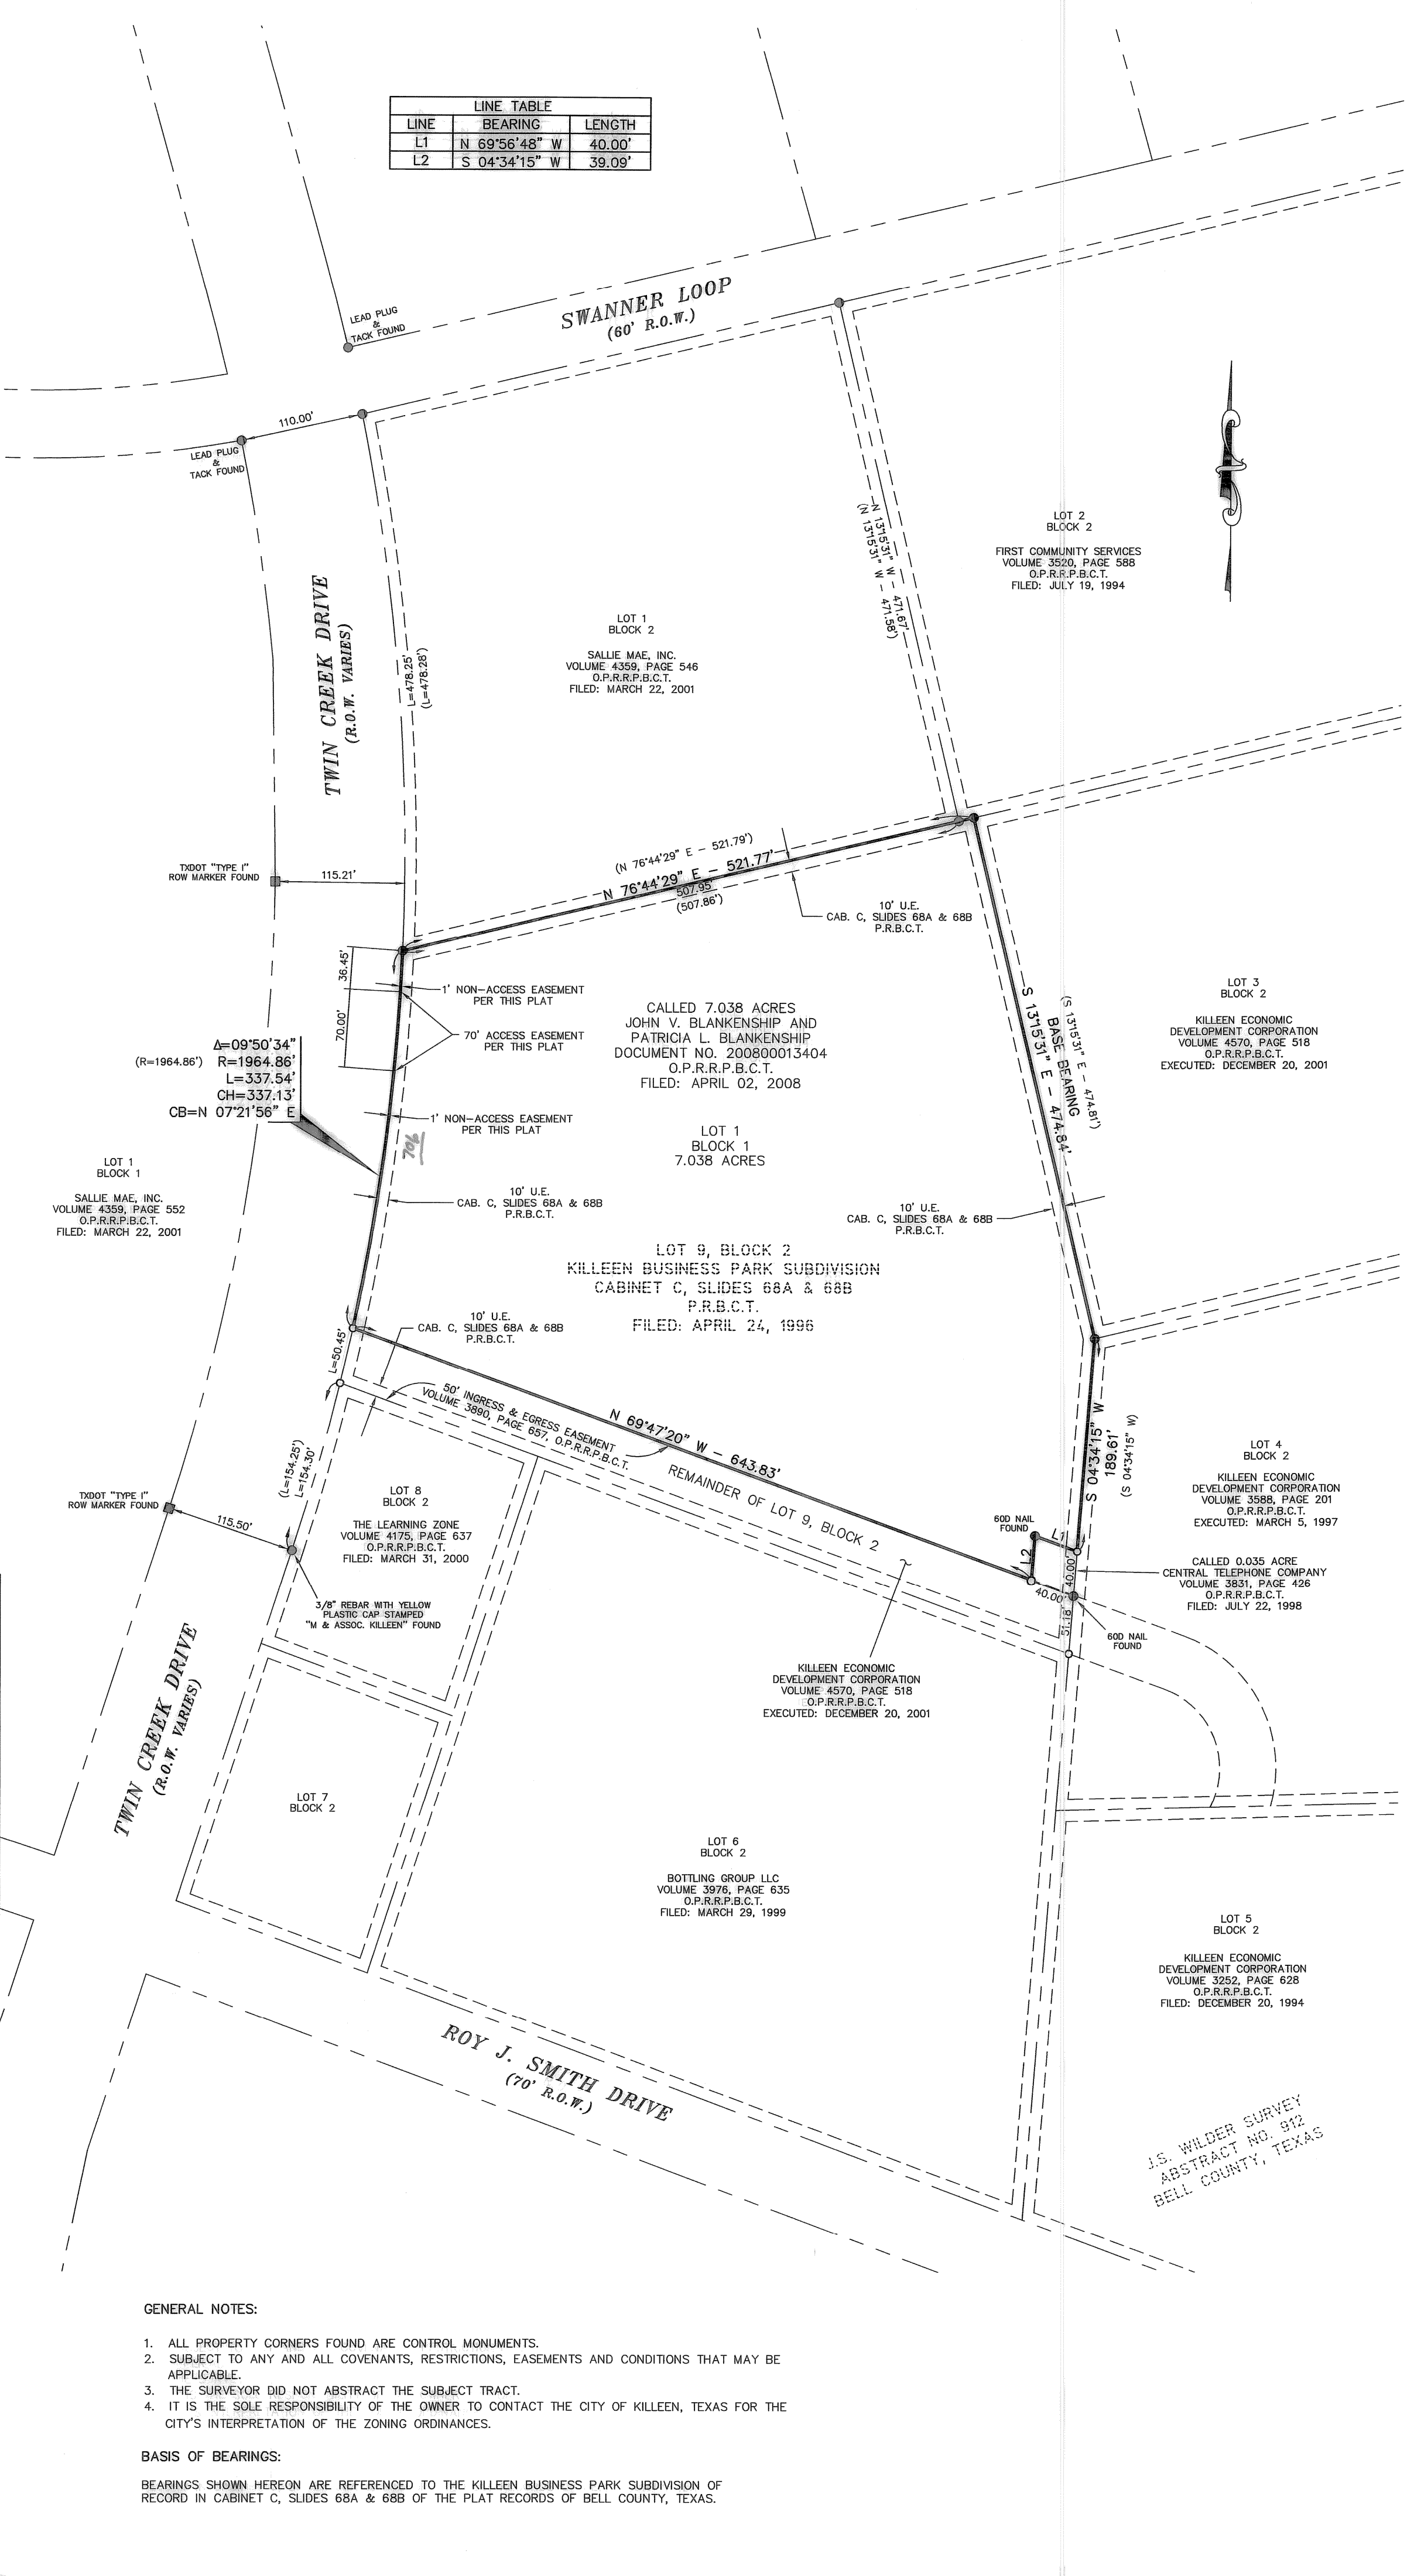 LINE TABLE
LINE BEARING LENGTH
L1 N 69°56'48" W 40.00'
L2 S 04°34'15" W 39.09'
SWANNER LOOP
(60' R.O.W.)
LEAD PLUG
&
TACK FOUND
110.00'
LEAD PLUG
&
TACK FOUND
TWIN CREEK DRIVE
(R.O.W. VARIES)
L=478.25'
(L=478.28')
LOT 1
BLOCK 2
SALLIE MAE, INC.
VOLUME 4359, PAGE 546
O.P.R.R.P.B.C.T.
FILED: MARCH 22, 2001
N 13°15'31" W - 471.67'
(N 13°15'31" W - 471.58')
LOT 2
BLOCK 2
FIRST COMMUNITY SERVICES
VOLUME 3520, PAGE 588
O.P.R.R.P.B.C.T.
FILED: JULY 19, 1994
TXDOT "TYPE I"
ROW MARKER FOUND
115.21'
(N 76°44'29" E - 521.79')
N 76°44'29" E - 521.77'
507.95'
(507.86')
10' U.E.
CAB. C, SLIDES 68A & 68B
P.R.B.C.T.
36.45'
70.00'
1' NON-ACCESS EASEMENT
PER THIS PLAT
70' ACCESS EASEMENT
PER THIS PLAT
CALLED 7.038 ACRES
JOHN V. BLANKENSHIP AND
PATRICIA L. BLANKENSHIP
DOCUMENT NO. 200800013404
O.P.R.R.P.B.C.T.
FILED: APRIL 02, 2008
(S 13°15'31" E - 474.81')
BASE BEARING
S 13°15'31" E - 474.84'
LOT 3
BLOCK 2
KILLEEN ECONOMIC
DEVELOPMENT CORPORATION
VOLUME 4570, PAGE 518
O.P.R.R.P.B.C.T.
EXECUTED: DECEMBER 20, 2001
Δ=09°50'34"
(R=1964.86') R=1964.86'
L=337.54'
CH=337.13'
CB=N 07°21'56" E
1' NON-ACCESS EASEMENT
PER THIS PLAT
706
LOT 1
BLOCK 1
7.038 ACRES
LOT 1
BLOCK 1
SALLIE MAE, INC.
VOLUME 4359, PAGE 552
O.P.R.R.P.B.C.T.
FILED: MARCH 22, 2001
10' U.E.
CAB. C, SLIDES 68A & 68B
P.R.B.C.T.
10' U.E.
CAB. C, SLIDES 68A & 68B
P.R.B.C.T.
LOT 9, BLOCK 2
KILLEEN BUSINESS PARK SUBDIVISION
CABINET C, SLIDES 68A & 68B
P.R.B.C.T.
FILED: APRIL 24, 1996
10' U.E.
CAB. C, SLIDES 68A & 68B
P.R.B.C.T.
L=50.45'
50' INGRESS & EGRESS EASEMENT
VOLUME 3890, PAGE 657, O.P.R.R.P.B.C.T.
N 69°47'20" W - 643.83'
REMAINDER OF LOT 9, BLOCK 2
S 04°34'15" W
189.61'
(S 04°34'15" W)
LOT 4
BLOCK 2
KILLEEN ECONOMIC
DEVELOPMENT CORPORATION
VOLUME 3588, PAGE 201
O.P.R.R.P.B.C.T.
EXECUTED: MARCH 5, 1997
(L=154.25')
L=154.30'
TXDOT "TYPE I"
ROW MARKER FOUND
115.50'
LOT 8
BLOCK 2
THE LEARNING ZONE
VOLUME 4175, PAGE 637
O.P.R.R.P.B.C.T.
FILED: MARCH 31, 2000
3/8" REBAR WITH YELLOW
PLASTIC CAP STAMPED
"M & ASSOC. KILLEEN" FOUND
60D NAIL
FOUND
L1
L2
40.00'
40.00'
51.18'
CALLED 0.035 ACRE
CENTRAL TELEPHONE COMPANY
VOLUME 3831, PAGE 426
O.P.R.R.P.B.C.T.
FILED: JULY 22, 1998
60D NAIL
FOUND
KILLEEN ECONOMIC
DEVELOPMENT CORPORATION
VOLUME 4570, PAGE 518
O.P.R.R.P.B.C.T.
EXECUTED: DECEMBER 20, 2001
TWIN CREEK DRIVE
(R.O.W. VARIES)
LOT 7
BLOCK 2
LOT 6
BLOCK 2
BOTTLING GROUP LLC
VOLUME 3976, PAGE 635
O.P.R.R.P.B.C.T.
FILED: MARCH 29, 1999
LOT 5
BLOCK 2
KILLEEN ECONOMIC
DEVELOPMENT CORPORATION
VOLUME 3252, PAGE 628
O.P.R.R.P.B.C.T.
FILED: DECEMBER 20, 1994
ROY J. SMITH DRIVE
(70' R.O.W.)
J.S. WILDER SURVEY
ABSTRACT NO. 912
BELL COUNTY, TEXAS
GENERAL NOTES:
1. ALL PROPERTY CORNERS FOUND ARE CONTROL MONUMENTS.
2. SUBJECT TO ANY AND ALL COVENANTS, RESTRICTIONS, EASEMENTS AND CONDITIONS THAT MAY BE
APPLICABLE.
3. THE SURVEYOR DID NOT ABSTRACT THE SUBJECT TRACT.
4. IT IS THE SOLE RESPONSIBILITY OF THE OWNER TO CONTACT THE CITY OF KILLEEN, TEXAS FOR THE
CITY'S INTERPRETATION OF THE ZONING ORDINANCES.
BASIS OF BEARINGS:
BEARINGS SHOWN HEREON ARE REFERENCED TO THE KILLEEN BUSINESS PARK SUBDIVISION OF
RECORD IN CABINET C, SLIDES 68A & 68B OF THE PLAT RECORDS OF BELL COUNTY, TEXAS.